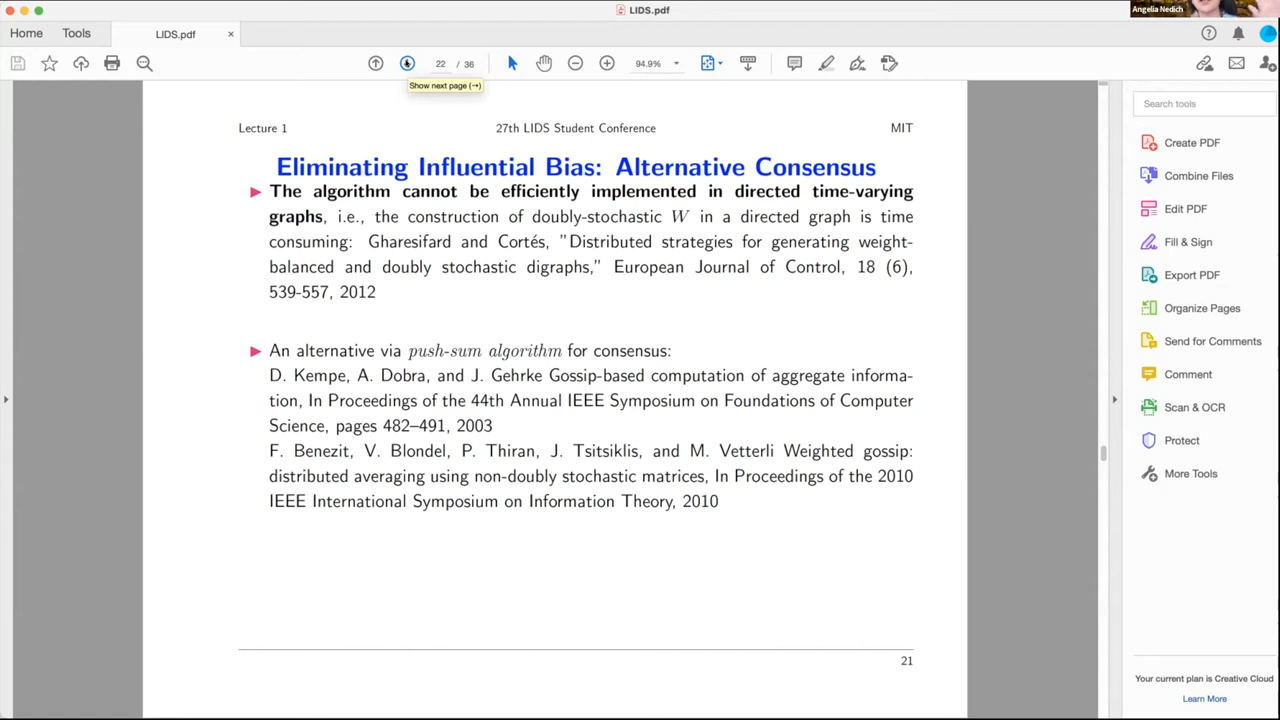 LIDS.pdf
Angelia Nedich
Home
Tools
LIDS.pdf
×
22 / 36
94.9%
Show next page (→)
Search tools
Lecture 1
27th LIDS Student Conference
MIT
Eliminating Influential Bias: Alternative Consensus
The algorithm cannot be efficiently implemented in directed time-varying
graphs, i.e., the construction of doubly-stochastic W in a directed graph is time
consuming: Gharesifard and Cortés, "Distributed strategies for generating weight-
balanced and doubly stochastic digraphs," European Journal of Control, 18 (6),
539-557, 2012
An alternative via push-sum algorithm for consensus:
D. Kempe, A. Dobra, and J. Gehrke Gossip-based computation of aggregate informa-
tion, In Proceedings of the 44th Annual IEEE Symposium on Foundations of Computer
Science, pages 482–491, 2003
F. Benezit, V. Blondel, P. Thiran, J. Tsitsiklis, and M. Vetterli Weighted gossip:
distributed averaging using non-doubly stochastic matrices, In Proceedings of the 2010
IEEE International Symposium on Information Theory, 2010
21
Create PDF
Combine Files
Edit PDF
Fill & Sign
Export PDF
Organize Pages
Send for Comments
Comment
Scan & OCR
Protect
More Tools
Your current plan is Creative Cloud
Learn More